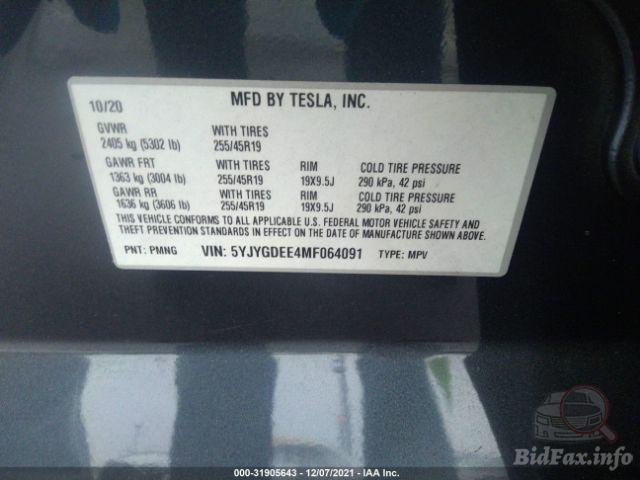 10/20 MFD BY TESLA, INC.
GVWR WITH TIRES
2405 kg (5302 lb) 255/45R19
GAWR FRT WITH TIRES RIM COLD TIRE PRESSURE
1363 kg (3004 lb) 255/45R19 19X9.5J 290 kPa, 42 psi
GAWR RR WITH TIRES RIM COLD TIRE PRESSURE
1636 kg (3606 lb) 255/45R19 19X9.5J 290 kPa, 42 psi
THIS VEHICLE CONFORMS TO ALL APPLICABLE U.S. FEDERAL MOTOR VEHICLE SAFETY AND
THEFT PREVENTION STANDARDS IN EFFECT ON THE DATE OF MANUFACTURE SHOWN ABOVE.
PNT: PMNG VIN: 5YJYGDEE4MF064091 TYPE: MPV
BidFax.info
000-31905643 - 12/07/2021 - IAA Inc.